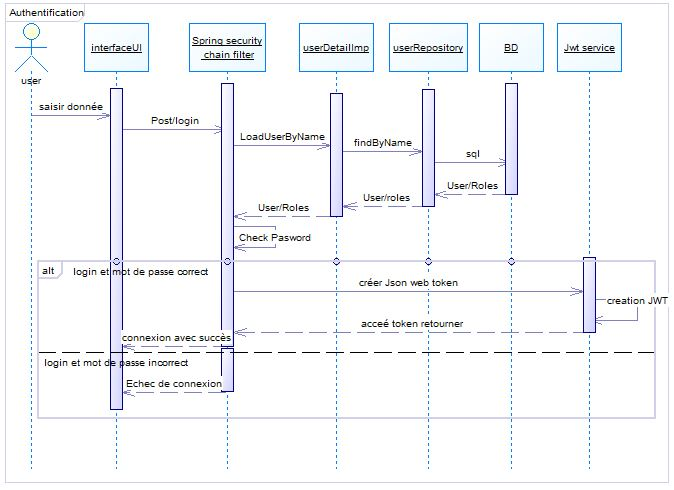 Authentification
user
interfaceUI
Spring security
chain filter
userDetailImp
userRepository
BD
Jwt service
saisir donnée
Post/login
LoadUserByName
findByName
sql
User/Roles
User/roles
User/Roles
Check Pasword
alt
login et mot de passe correct
créer Json web token
creation JWT
acceé token retourner
connexion avec succès
login et mot de passe incorrect
Echec de connexion